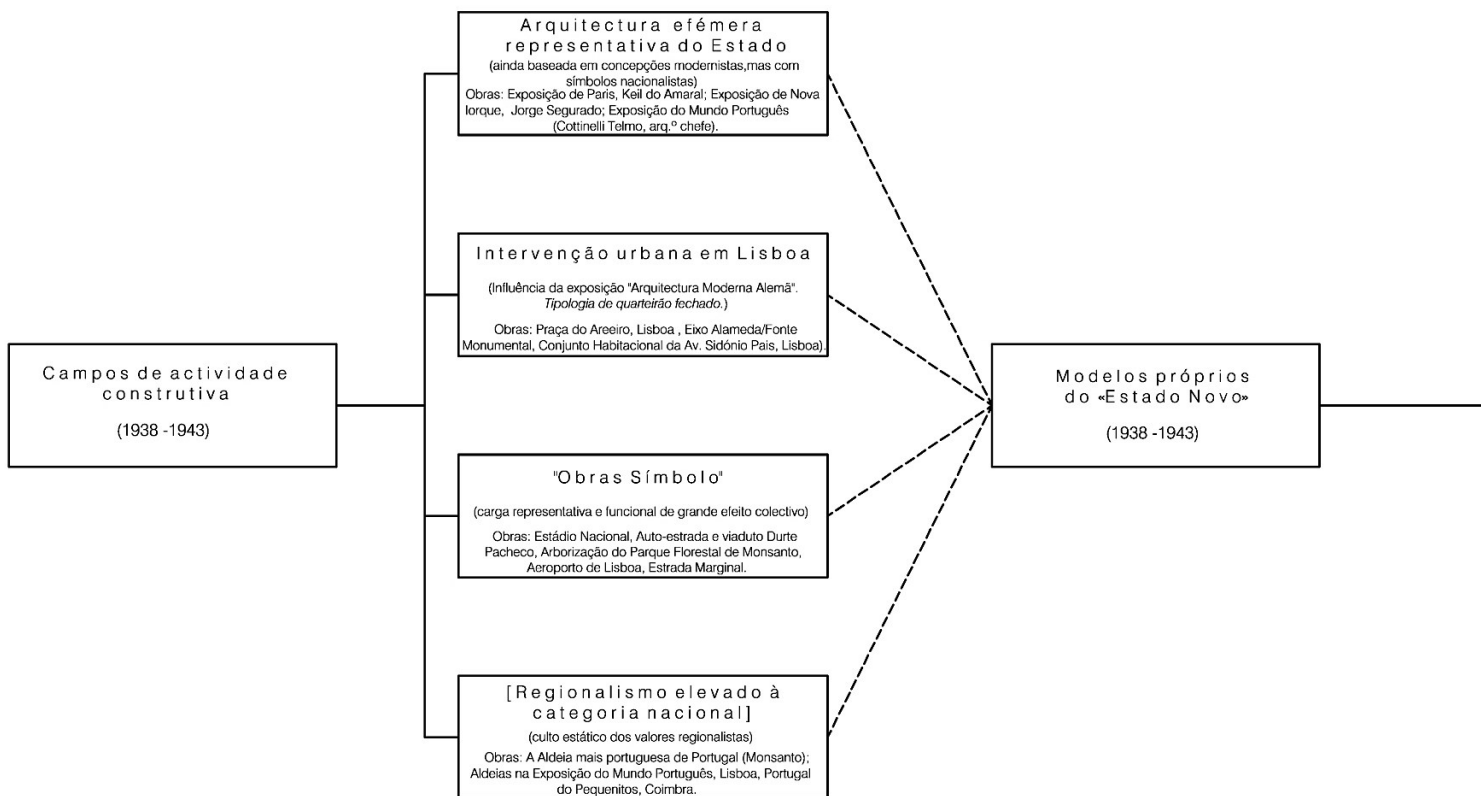 Campos de actividade
construtiva
(1938 -1943)
Arquitectura efémera
representativa do Estado
(ainda baseada em concepções modernistas,mas com
símbolos nacionalistas)
Obras: Exposição de Paris, Keil do Amaral; Exposição de Nova
Iorque, Jorge Segurado; Exposição do Mundo Português
(Cottinelli Telmo, arq.º chefe).
Intervenção urbana em Lisboa
(Influência da exposição "Arquitectura Moderna Alemã".
Tipologia de quarteirão fechado.)
Obras: Praça do Areeiro, Lisboa , Eixo Alameda/Fonte
Monumental, Conjunto Habitacional da Av. Sidónio Pais, Lisboa).
"Obras Símbolo"
(carga representativa e funcional de grande efeito colectivo)
Obras: Estádio Nacional, Auto-estrada e viaduto Durte
Pacheco, Arborização do Parque Florestal de Monsanto,
Aeroporto de Lisboa, Estrada Marginal.
[Regionalismo elevado à
categoria nacional]
(culto estático dos valores regionalistas)
Obras: A Aldeia mais portuguesa de Portugal (Monsanto);
Aldeias na Exposição do Mundo Português, Lisboa, Portugal
do Pequenitos, Coimbra.
Modelos próprios
do «Estado Novo»
(1938 -1943)